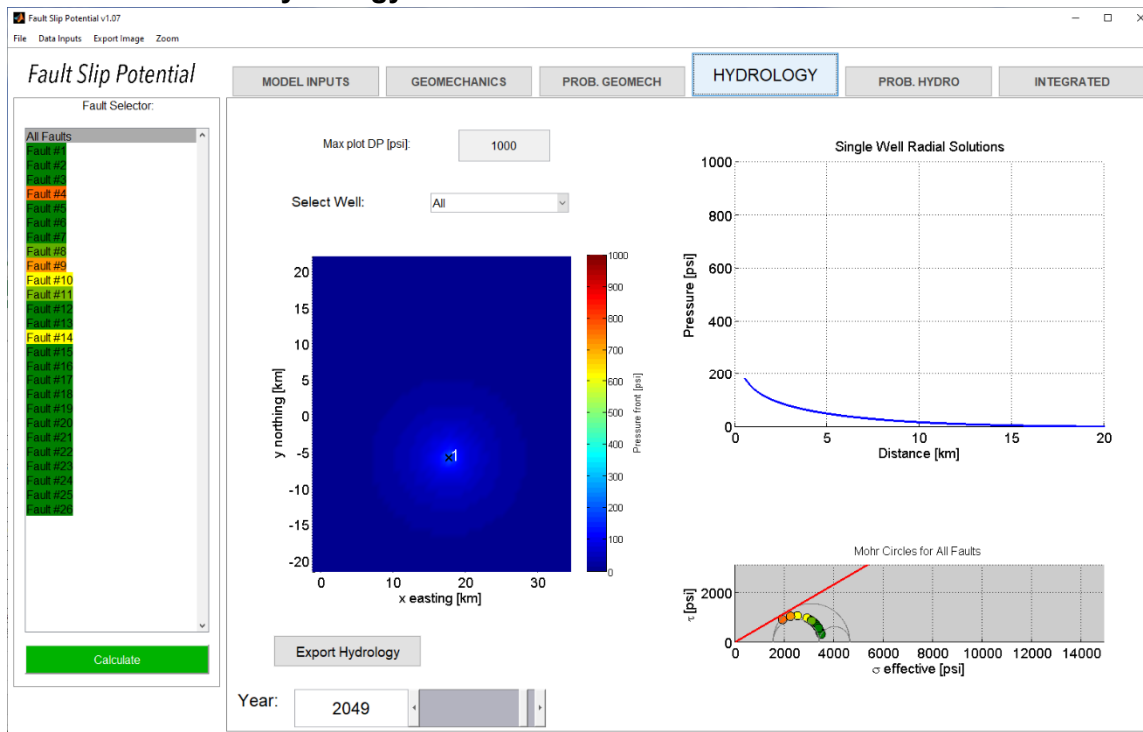 Fault Slip Potential v1.07
File Data Inputs Export Image Zoom
Fault Slip Potential
MODEL INPUTS GEOMECHANICS PROB. GEOMECH HYDROLOGY PROB. HYDRO INTEGRATED
Fault Selector:
All Faults
Fault #1
Fault #2
Fault #3
Fault #4
Fault #5
Fault #6
Fault #7
Fault #8
Fault #9
Fault #10
Fault #11
Fault #12
Fault #13
Fault #14
Fault #15
Fault #16
Fault #17
Fault #18
Fault #19
Fault #20
Fault #21
Fault #22
Fault #23
Fault #24
Fault #25
Fault #26
Calculate
Max plot DP [psi]: 1000
Select Well: All
20
15
10
5
0
-5
-10
-15
-20
y northing [km]
1
0 10 20 30
x easting [km]
1000
900
800
700
600
500
400
300
200
100
0
Pressure front [psi]
Export Hydrology
Year: 2049
Single Well Radial Solutions
1000
800
600
400
200
0
Pressure [psi]
0 5 10 15 20
Distance [km]
Mohr Circles for All Faults
2000
0
τ [psi]
0 2000 4000 6000 8000 10000 12000 14000
σ effective [psi]